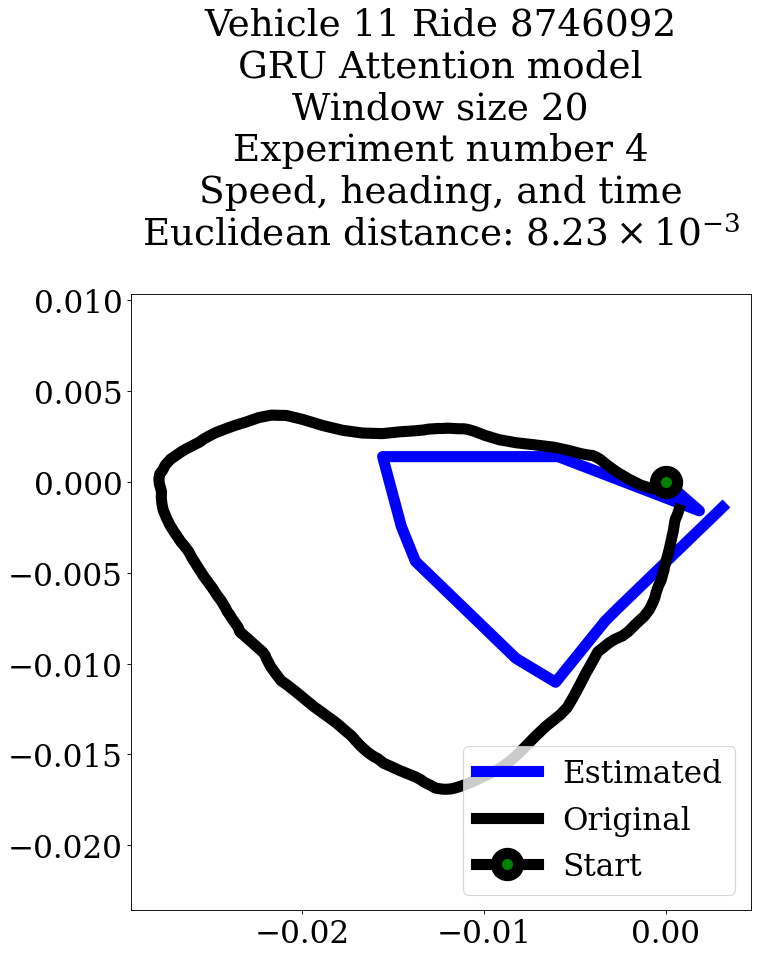 Vehicle 11 Ride 8746092
GRU Attention model
Window size 20
Experiment number 4
Speed, heading, and time
Euclidean distance: 8.23 × 10⁻³
0.010
0.005
0.000
−0.005
−0.010
−0.015
−0.020
Estimated
Original
Start
−0.02 −0.01 0.00